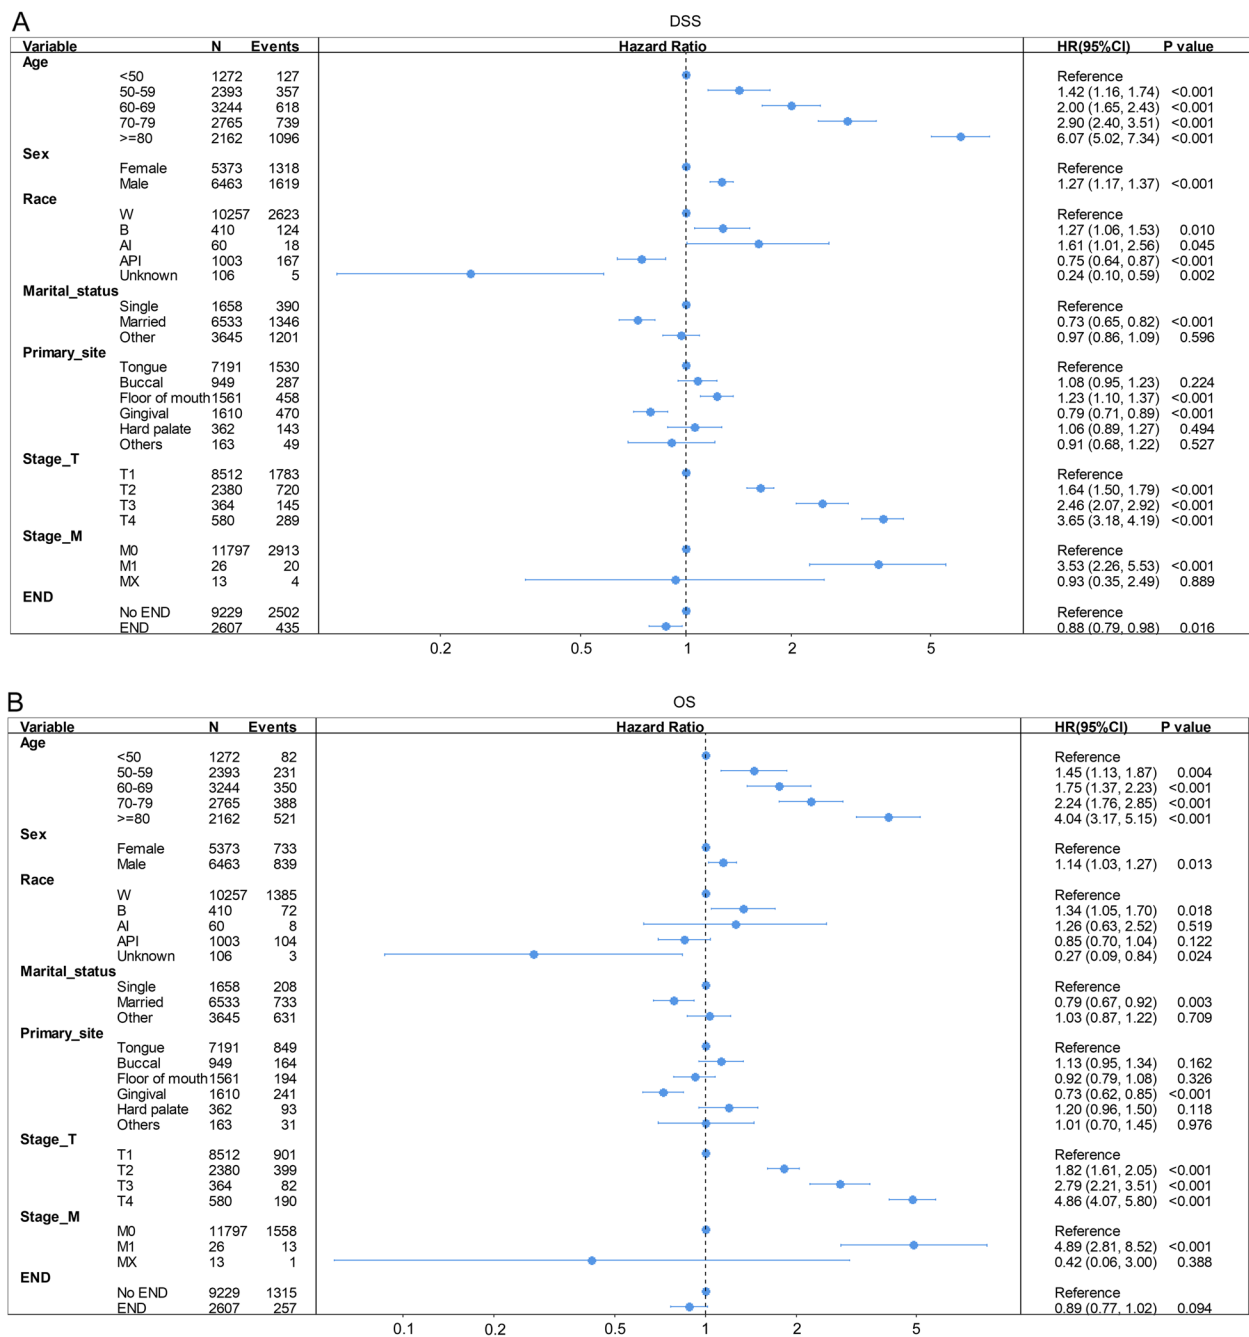 A
DSS
Variable N Events Hazard Ratio HR(95%CI) P value
Age
<50 1272 127 Reference
50-59 2393 357 1.42 (1.16, 1.74) <0.001
60-69 3244 618 2.00 (1.65, 2.43) <0.001
70-79 2765 739 2.90 (2.40, 3.51) <0.001
>=80 2162 1096 6.07 (5.02, 7.34) <0.001
Sex
Female 5373 1318 Reference
Male 6463 1619 1.27 (1.17, 1.37) <0.001
Race
W 10257 2623 Reference
B 410 124 1.27 (1.06, 1.53) 0.010
AI 60 18 1.61 (1.01, 2.56) 0.045
API 1003 167 0.75 (0.64, 0.87) <0.001
Unknown 106 5 0.24 (0.10, 0.59) 0.002
Marital_status
Single 1658 390 Reference
Married 6533 1346 0.73 (0.65, 0.82) <0.001
Other 3645 1201 0.97 (0.86, 1.09) 0.596
Primary_site
Tongue 7191 1530 Reference
Buccal 949 287 1.08 (0.95, 1.23) 0.224
Floor of mouth 1561 458 1.23 (1.10, 1.37) <0.001
Gingival 1610 470 0.79 (0.71, 0.89) <0.001
Hard palate 362 143 1.06 (0.89, 1.27) 0.494
Others 163 49 0.91 (0.68, 1.22) 0.527
Stage_T
T1 8512 1783 Reference
T2 2380 720 1.64 (1.50, 1.79) <0.001
T3 364 145 2.46 (2.07, 2.92) <0.001
T4 580 289 3.65 (3.18, 4.19) <0.001
Stage_M
M0 11797 2913 Reference
M1 26 20 3.53 (2.26, 5.53) <0.001
MX 13 4 0.93 (0.35, 2.49) 0.889
END
No END 9229 2502 Reference
END 2607 435 0.88 (0.79, 0.98) 0.016
0.2 0.5 1 2 5
B
OS
Variable N Events Hazard Ratio HR(95%CI) P value
Age
<50 1272 82 Reference
50-59 2393 231 1.45 (1.13, 1.87) 0.004
60-69 3244 350 1.75 (1.37, 2.23) <0.001
70-79 2765 388 2.24 (1.76, 2.85) <0.001
>=80 2162 521 4.04 (3.17, 5.15) <0.001
Sex
Female 5373 733 Reference
Male 6463 839 1.14 (1.03, 1.27) 0.013
Race
W 10257 1385 Reference
B 410 72 1.34 (1.05, 1.70) 0.018
AI 60 8 1.26 (0.63, 2.52) 0.519
API 1003 104 0.85 (0.70, 1.04) 0.122
Unknown 106 3 0.27 (0.09, 0.84) 0.024
Marital_status
Single 1658 208 Reference
Married 6533 733 0.79 (0.67, 0.92) 0.003
Other 3645 631 1.03 (0.87, 1.22) 0.709
Primary_site
Tongue 7191 849 Reference
Buccal 949 164 1.13 (0.95, 1.34) 0.162
Floor of mouth 1561 194 0.92 (0.79, 1.08) 0.326
Gingival 1610 241 0.73 (0.62, 0.85) <0.001
Hard palate 362 93 1.20 (0.96, 1.50) 0.118
Others 163 31 1.01 (0.70, 1.45) 0.976
Stage_T
T1 8512 901 Reference
T2 2380 399 1.82 (1.61, 2.05) <0.001
T3 364 82 2.79 (2.21, 3.51) <0.001
T4 580 190 4.86 (4.07, 5.80) <0.001
Stage_M
M0 11797 1558 Reference
M1 26 13 4.89 (2.81, 8.52) <0.001
MX 13 1 0.42 (0.06, 3.00) 0.388
END
No END 9229 1315 Reference
END 2607 257 0.89 (0.77, 1.02) 0.094
0.1 0.2 0.5 1 2 5